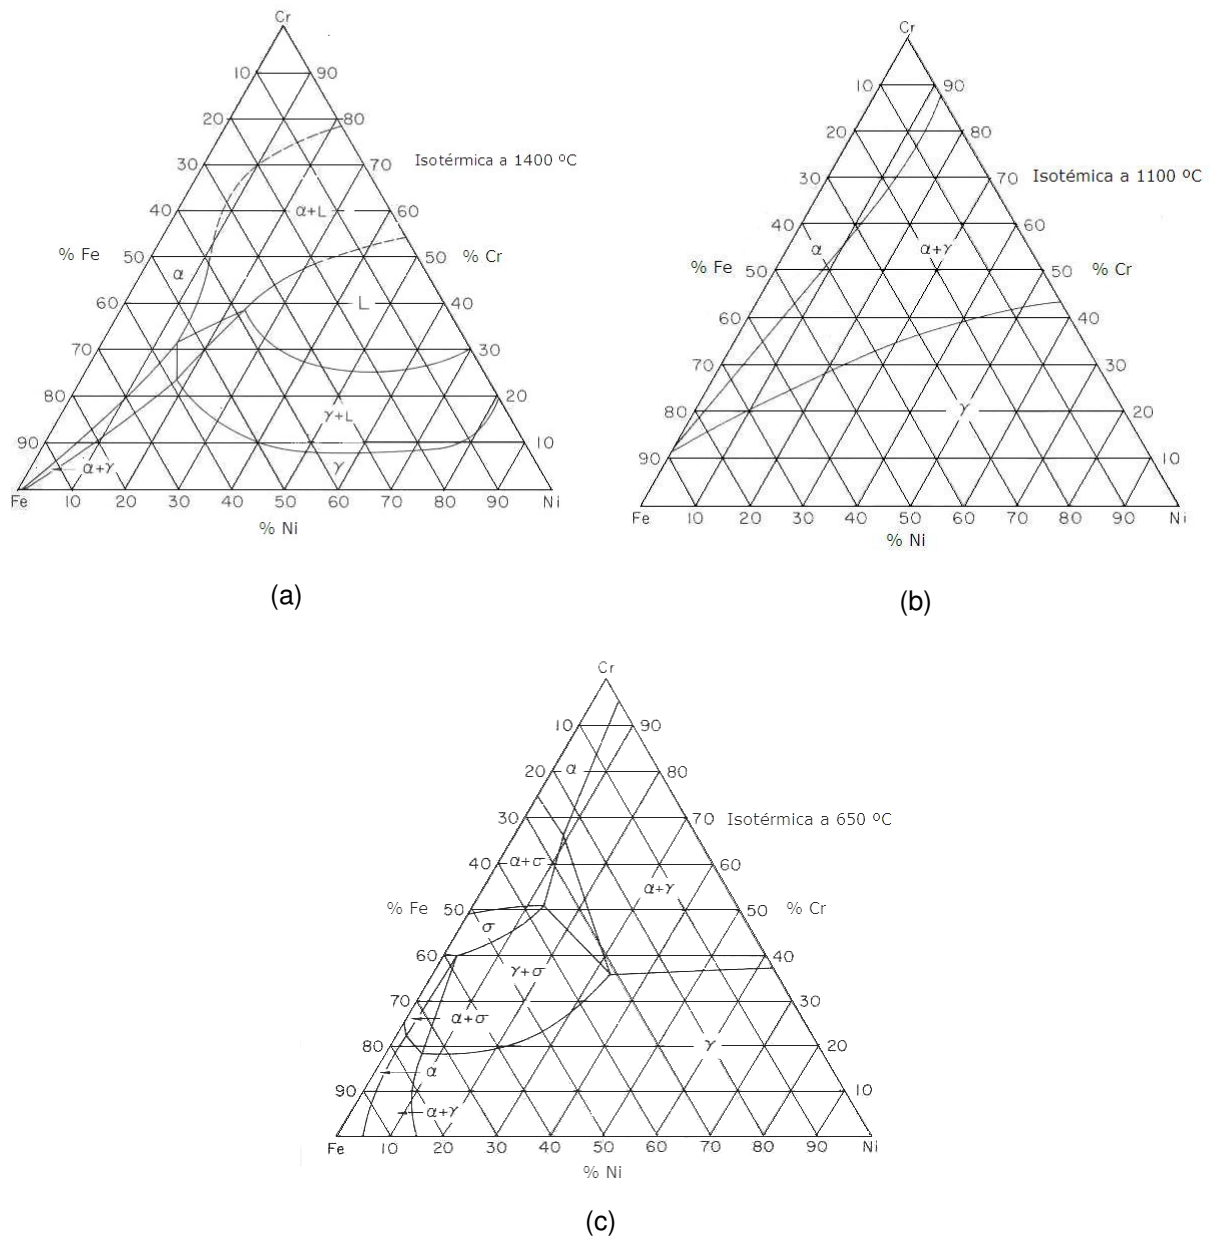 Cr
10 90
20 80
Isotérmica a 1400 ºC
30 70
40 α+L 60
% Fe 50 α 50 % Cr
60 L 40
70 30
80 γ+L 20
90 α+γ γ 10
Fe 10 20 30 40 50 60 70 80 90 Ni
% Ni
(a)
Cr
10 90
20 80
30 70 Isotémica a 1100 ºC
40 α α+γ 60
% Fe 50 50 % Cr
60 40
70 30
80 γ 20
90 10
Fe 10 20 30 40 50 60 70 80 90 Ni
% Ni
(b)
Cr
10 90
20 α 80
30 70 Isotérmica a 650 ºC
40 α+σ α+γ 60
% Fe 50 σ 50 % Cr
60 γ+σ 40
70 α+σ 30
80 α γ 20
90 α+γ 10
Fe 10 20 30 40 50 60 70 80 90 Ni
% Ni
(c)